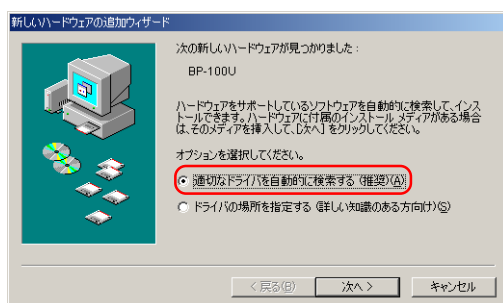 新しいハードウェアの追加ウィザード
次の新しいハードウェアが見つかりました:
BP-100U
ハードウェアをサポートしているソフトウェアを自動的に検索して、インス
トールできます。ハードウェアに付属のインストール メディアがある場合
は、そのメディアを挿入して、[次へ] をクリックしてください。
オプションを選択してください。
適切なドライバを自動的に検索する (推奨)(A)
ドライバの場所を指定する (詳しい知識のある方向け)(S)
< 戻る(B)
次へ >
キャンセル